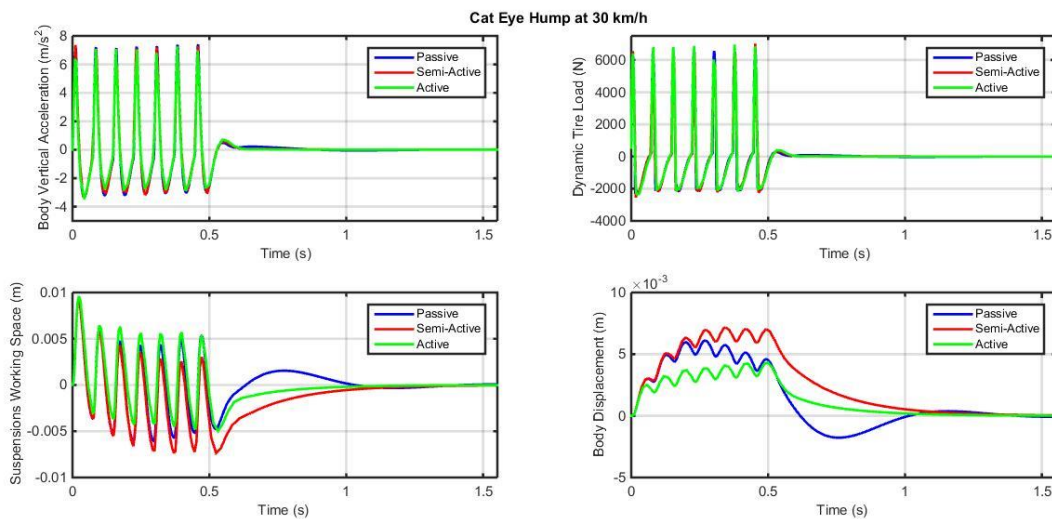 Cat Eye Hump at 30 km/h
Body Vertical Acceleration (m/s²)
8
6
4
2
0
-2
-4
0
0.5
1
1.5
Time (s)
Passive
Semi-Active
Active
Dynamic Tire Load (N)
6000
4000
2000
0
-2000
-4000
0
0.5
1
1.5
Time (s)
Passive
Semi-Active
Active
Suspensions Working Space (m)
0.01
0.005
0
-0.005
-0.01
0
0.5
1
1.5
Time (s)
Passive
Semi-Active
Active
Body Displacement (m)
×10⁻³
10
5
0
-5
0
0.5
1
1.5
Time (s)
Passive
Semi-Active
Active